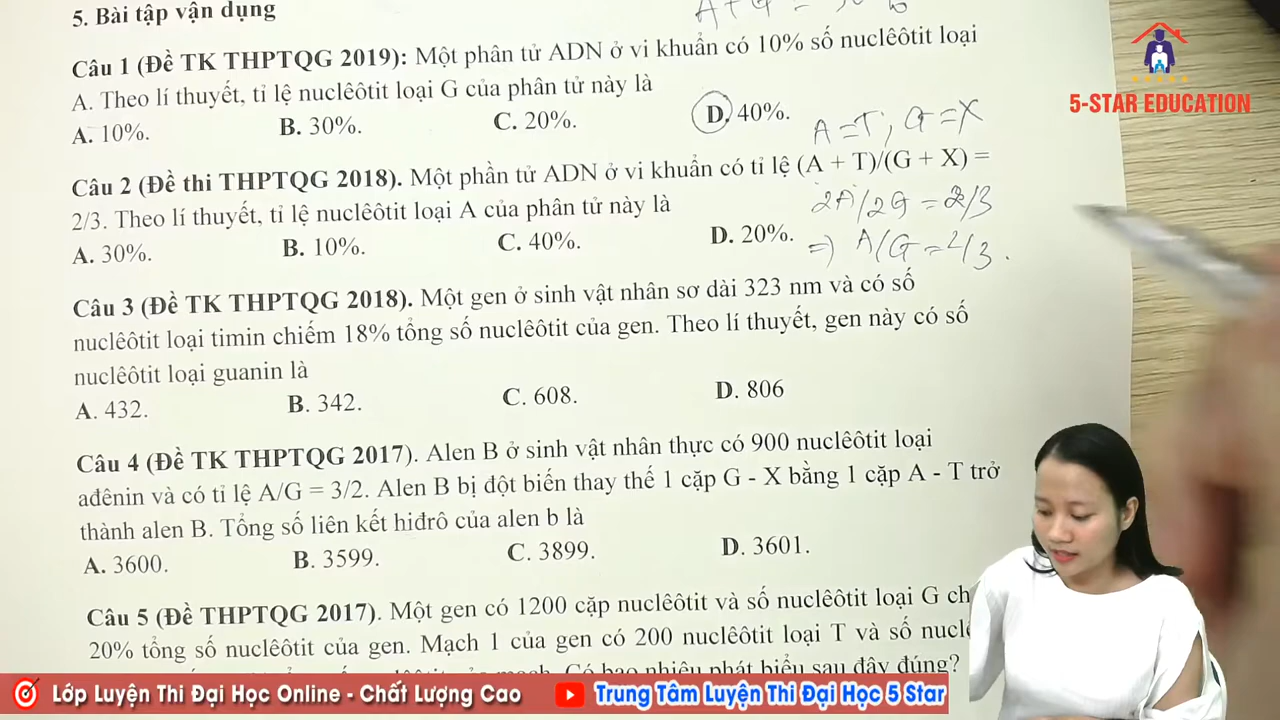 5. Bài tập vận dụng
Câu 1 (Đề TK THPTQG 2019): Một phân tử ADN ở vi khuẩn có 10% số nuclêôtit loại
A. Theo lí thuyết, tỉ lệ nuclêôtit loại G của phân tử này là
A. 10%. B. 30%. C. 20%. D. 40%.
A = T; G = X
Câu 2 (Đề thi THPTQG 2018). Một phần tử ADN ở vi khuẩn có tỉ lệ (A + T)/(G + X) =
2/3. Theo lí thuyết, tỉ lệ nuclêôtit loại A của phân tử này là
2A/2G = 2/3
A. 30%. B. 10%. C. 40%. D. 20%.
=> A/G = 2/3.
Câu 3 (Đề TK THPTQG 2018). Một gen ở sinh vật nhân sơ dài 323 nm và có số
nuclêôtit loại timin chiếm 18% tổng số nuclêôtit của gen. Theo lí thuyết, gen này có số
nuclêôtit loại guanin là
A. 432. B. 342. C. 608. D. 806
Câu 4 (Đề TK THPTQG 2017). Alen B ở sinh vật nhân thực có 900 nuclêôtit loại
ađênin và có tỉ lệ A/G = 3/2. Alen B bị đột biến thay thế 1 cặp G - X bằng 1 cặp A - T trở
thành alen B. Tổng số liên kết hiđrô của alen b là
A. 3600. B. 3599. C. 3899. D. 3601.
Câu 5 (Đề THPTQG 2017). Một gen có 1200 cặp nuclêôtit và số nuclêôtit loại G ch
20% tổng số nuclêôtit của gen. Mạch 1 của gen có 200 nuclêôtit loại T và số nucl
Có bao nhiêu phát biểu sau đây đúng?
5-STAR EDUCATION
Lớp Luyện Thi Đại Học Online - Chất Lượng Cao
Trung Tâm Luyện Thi Đại Học 5 Star